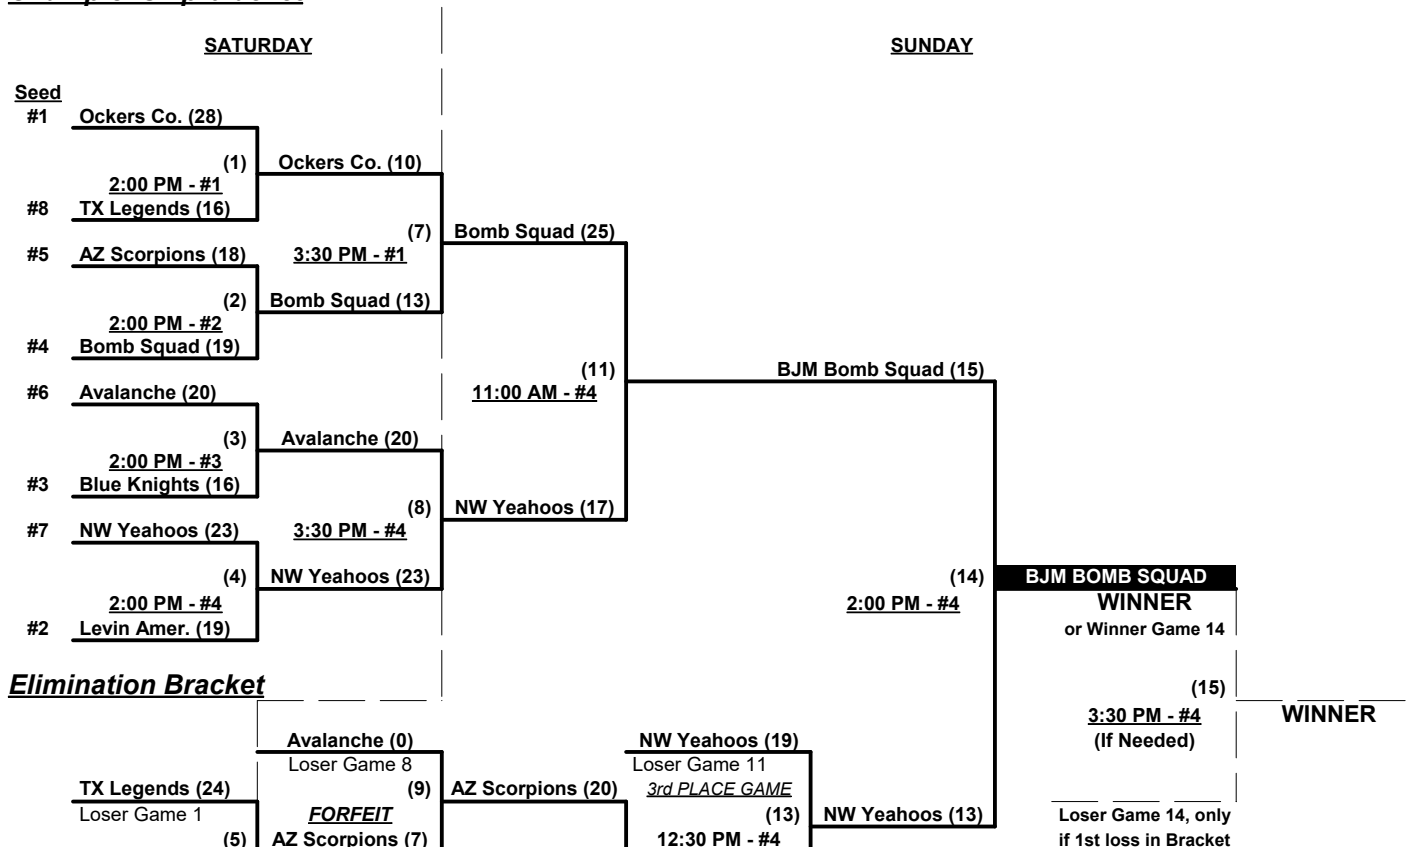 SATURDAY
SUNDAY
Seed
#1 Ockers Co. (28)
(1) Ockers Co. (10)
2:00 PM - #1
#8 TX Legends (16)
(7) Bomb Squad (25)
#5 AZ Scorpions (18) 3:30 PM - #1
(2) Bomb Squad (13)
2:00 PM - #2
#4 Bomb Squad (19)
(11) BJM Bomb Squad (15)
#6 Avalanche (20) 11:00 AM - #4
(3) Avalanche (20)
2:00 PM - #3
#3 Blue Knights (16)
(8) NW Yeahoos (17)
#7 NW Yeahoos (23) 3:30 PM - #4
(4) NW Yeahoos (23) (14) BJM BOMB SQUAD
2:00 PM - #4 2:00 PM - #4 WINNER
#2 Levin Amer. (19) or Winner Game 14
Elimination Bracket (15)
3:30 PM - #4 WINNER
Avalanche (0) NW Yeahoos (19) (If Needed)
Loser Game 8 Loser Game 11
TX Legends (24) (9) AZ Scorpions (20) 3rd PLACE GAME
Loser Game 1 FORFEIT (13) NW Yeahoos (13) Loser Game 14, only
(5) AZ Scorpions (7) 12:30 PM - #4 if 1st loss in Bracket